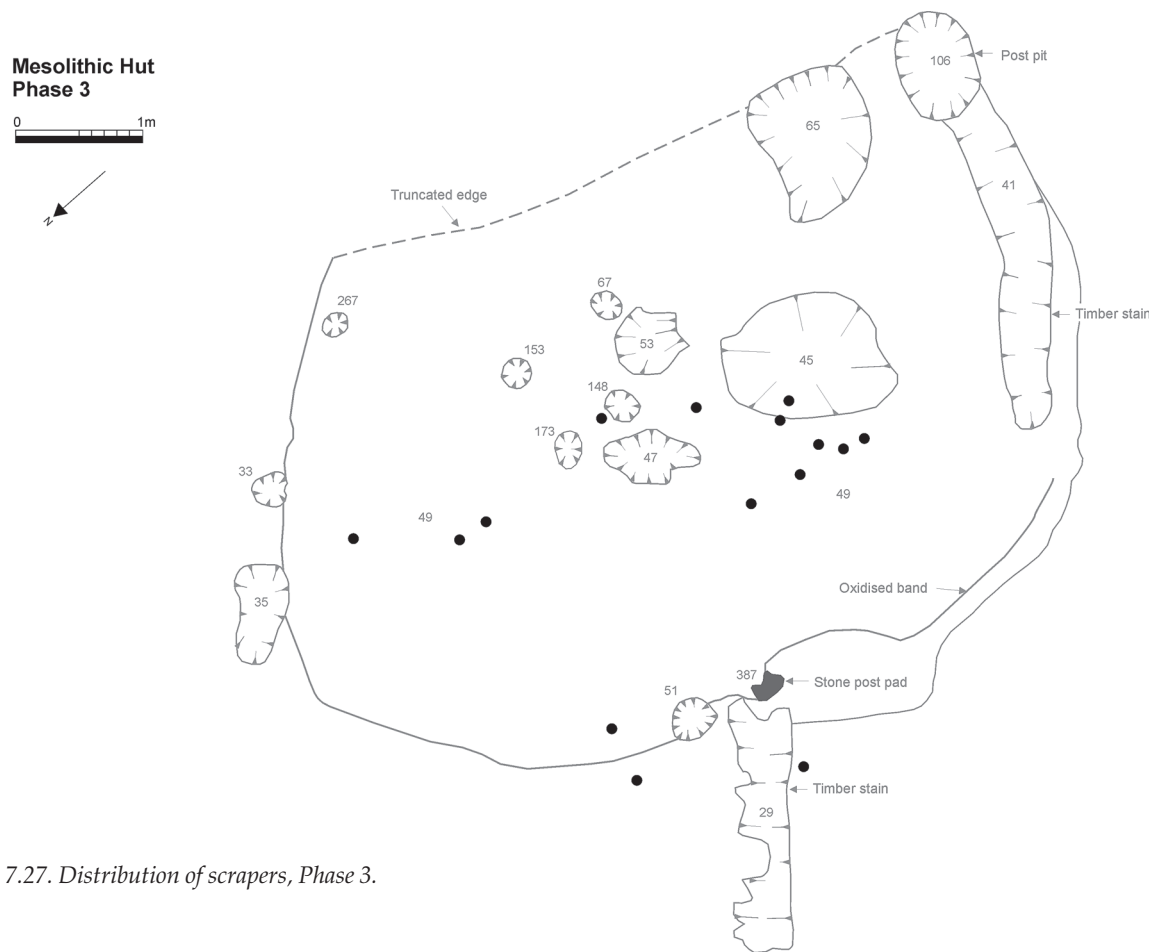 Mesolithic Hut
Phase 3
0 1m
N
106
Post pit
65
41
Truncated edge
267
67
53
45
Timber stain
153
148
173
47
33
49
49
35
Oxidised band
387
Stone post pad
51
Timber stain
29
7.27. Distribution of scrapers, Phase 3.